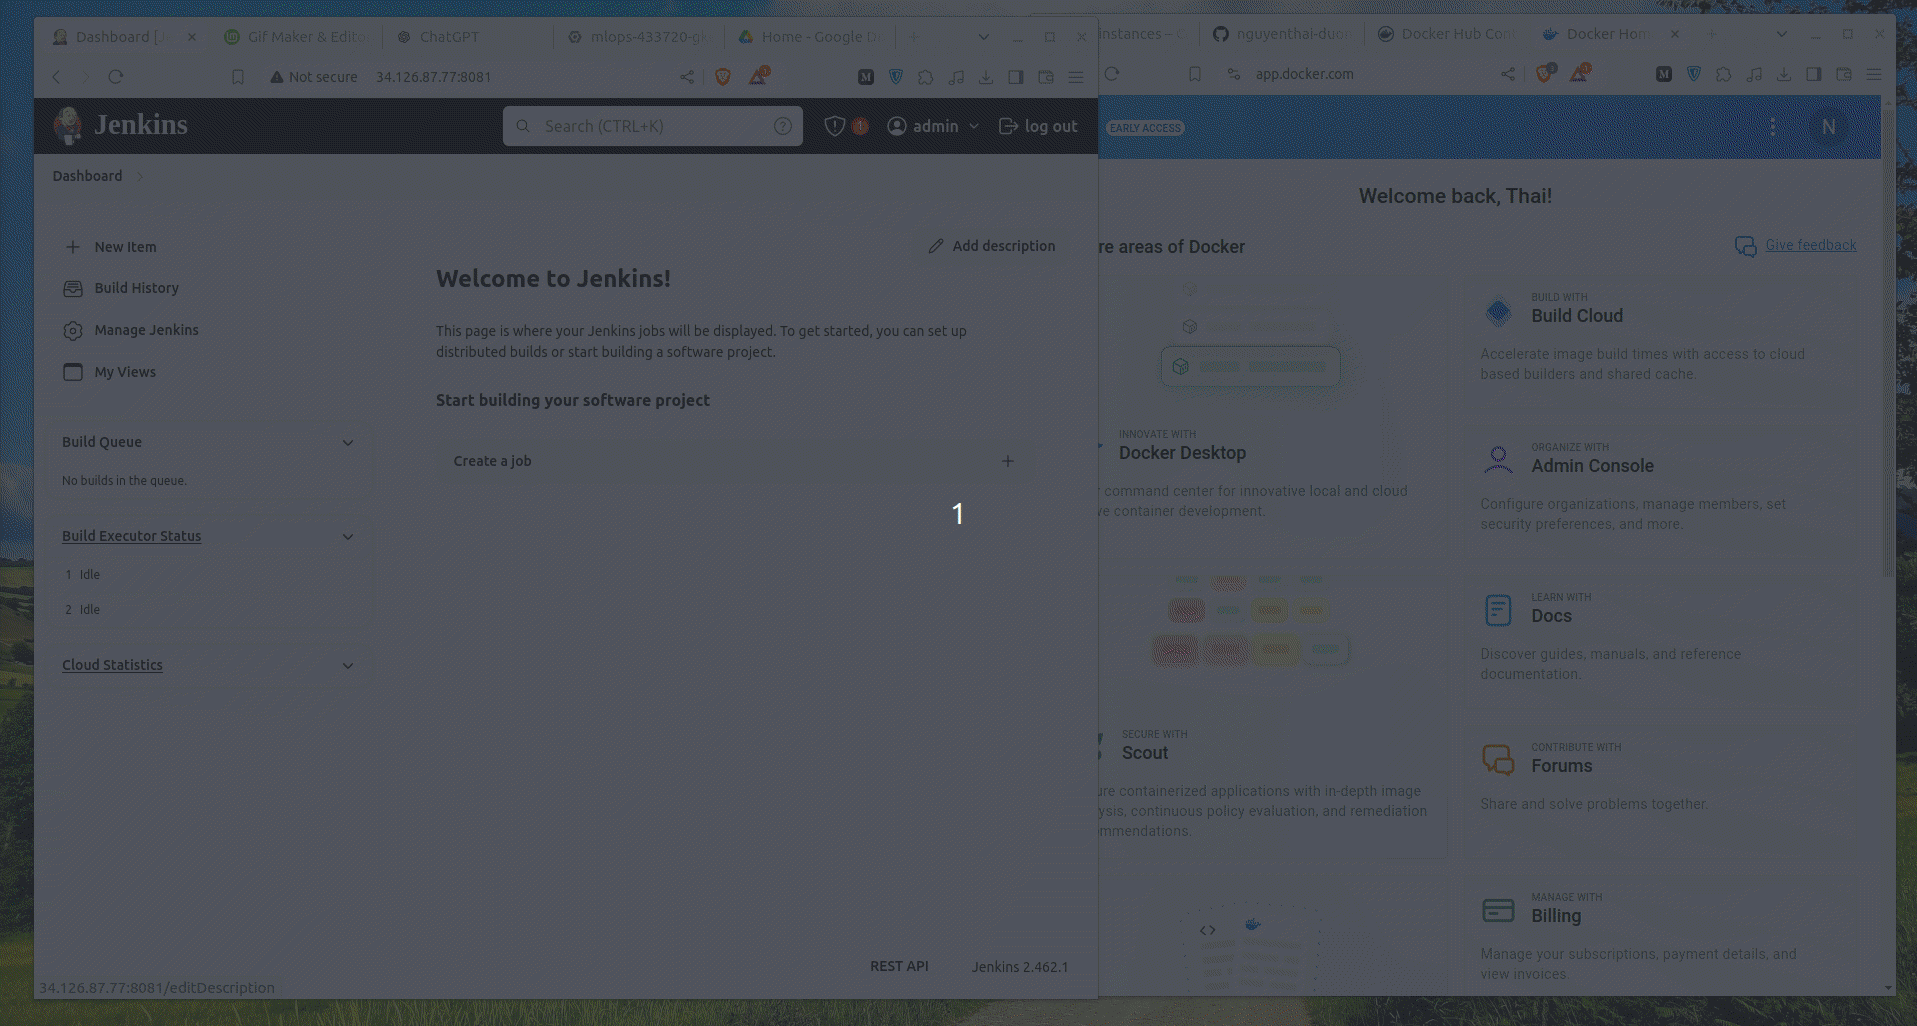 Dashboard [J
Gif Maker & Edito
ChatGPT
mlops-433720-gk
Home - Google D
Not secure 34.126.87.77:8081
Jenkins
Search (CTRL+K)
1
admin
log out
Dashboard
New Item
Build History
Manage Jenkins
My Views
Build Queue
No builds in the queue.
Build Executor Status
1 Idle
2 Idle
Cloud Statistics
Add description
Welcome to Jenkins!
This page is where your Jenkins jobs will be displayed. To get started, you can set up
distributed builds or start building a software project.
Start building your software project
Create a job
1
REST API
Jenkins 2.462.1
34.126.87.77:8081/editDescription
instances –
nguyenthai-duon
Docker Hub Cont
Docker Hom
app.docker.com
EARLY ACCESS
N
Welcome back, Thai!
re areas of Docker
Give feedback
INNOVATE WITH
Docker Desktop
command center for innovative local and cloud
ve container development.
SECURE WITH
Scout
ure containerized applications with in-depth image
ysis, continuous policy evaluation, and remediation
mmendations.
BUILD WITH
Build Cloud
Accelerate image build times with access to cloud
based builders and shared cache.
ORGANIZE WITH
Admin Console
Configure organizations, manage members, set
security preferences, and more.
LEARN WITH
Docs
Discover guides, manuals, and reference
documentation.
CONTRIBUTE WITH
Forums
Share and solve problems together.
MANAGE WITH
Billing
Manage your subscriptions, payment details, and
view invoices.